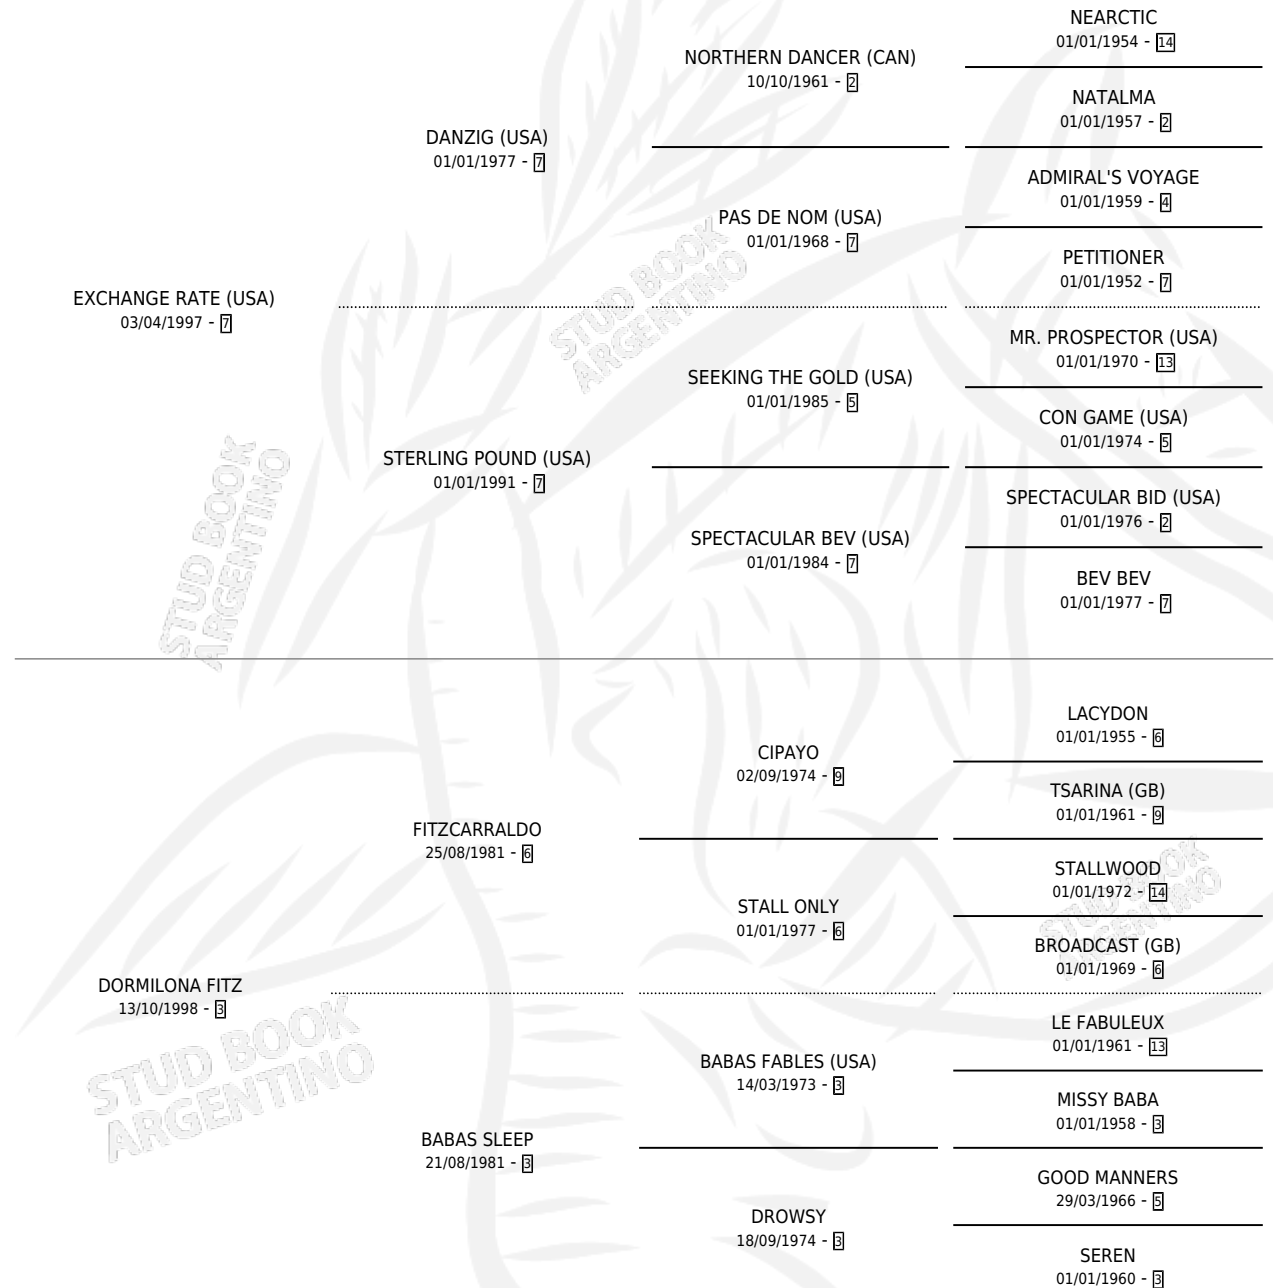 NEARCTIC
01/01/1954 - 14
NORTHERN DANCER (CAN)
10/10/1961 - 2
NATALMA
01/01/1957 - 2
DANZIG (USA)
01/01/1977 - 7
ADMIRAL'S VOYAGE
01/01/1959 - 4
PAS DE NOM (USA)
01/01/1968 - 7
PETITIONER
01/01/1952 - 7
EXCHANGE RATE (USA)
03/04/1997 - 7
STUD BOOK
ARGENTINO
MR. PROSPECTOR (USA)
01/01/1970 - 13
SEEKING THE GOLD (USA)
01/01/1985 - 5
CON GAME (USA)
01/01/1974 - 5
STERLING POUND (USA)
01/01/1991 - 7
SPECTACULAR BID (USA)
01/01/1976 - 2
SPECTACULAR BEV (USA)
01/01/1984 - 7
BEV BEV
01/01/1977 - 7
STUD BOOK
ARGENTINO
LACYDON
01/01/1955 - 6
CIPAYO
02/09/1974 - 9
TSARINA (GB)
01/01/1961 - 9
FITZCARRALDO
25/08/1981 - 6
STALLWOOD
01/01/1972 - 14
STUD BOOK
ARGENTINO
STALL ONLY
01/01/1977 - 6
BROADCAST (GB)
01/01/1969 - 6
DORMILONA FITZ
13/10/1998 - 3
STUD BOOK
ARGENTINO
LE FABULEUX
01/01/1961 - 13
BABAS FABLES (USA)
14/03/1973 - 3
MISSY BABA
01/01/1958 - 3
BABAS SLEEP
21/08/1981 - 3
GOOD MANNERS
29/03/1966 - 5
DROWSY
18/09/1974 - 3
SEREN
01/01/1960 - 3